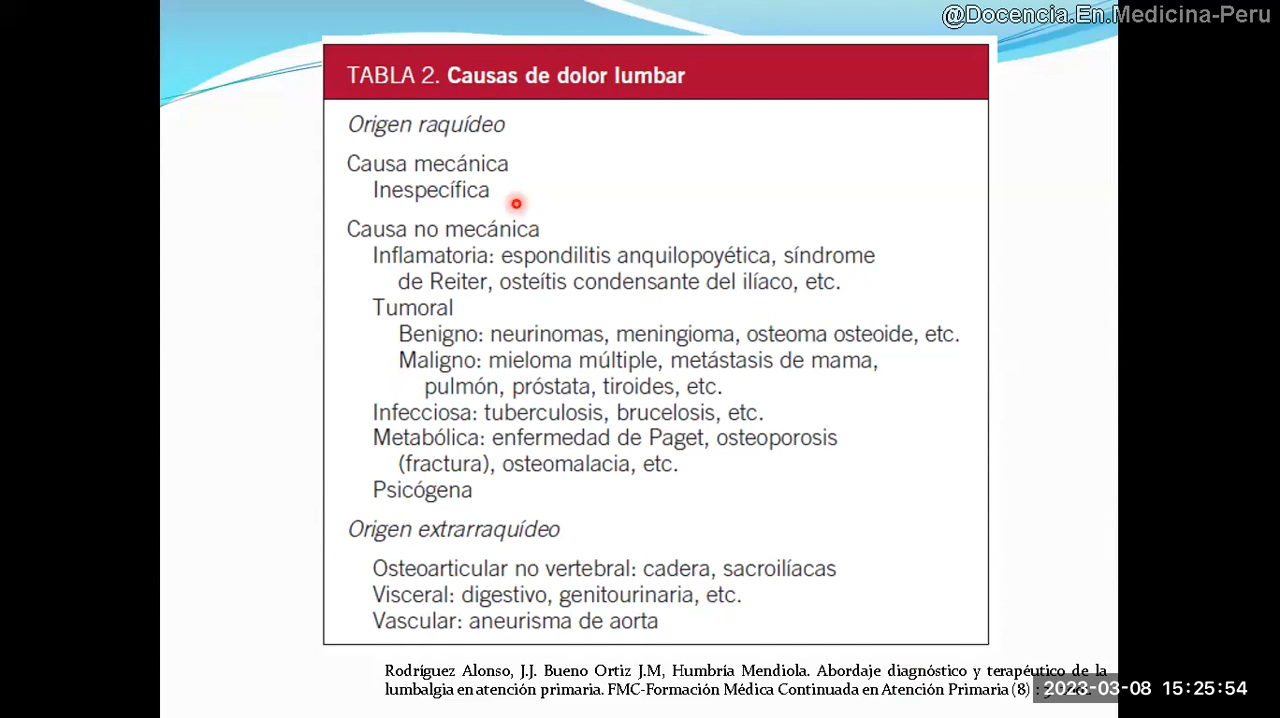 @Docencia.En.Medicina-Peru
TABLA 2. Causas de dolor lumbar
Origen raquídeo
Causa mecánica
Inespecífica
Causa no mecánica
Inflamatoria: espondilitis anquilopoyética, síndrome
de Reiter, osteítis condensante del ilíaco, etc.
Tumoral
Benigno: neurinomas, meningioma, osteoma osteoide, etc.
Maligno: mieloma múltiple, metástasis de mama,
pulmón, próstata, tiroides, etc.
Infecciosa: tuberculosis, brucelosis, etc.
Metabólica: enfermedad de Paget, osteoporosis
(fractura), osteomalacia, etc.
Psicógena
Origen extrarraquídeo
Osteoarticular no vertebral: cadera, sacroilíacas
Visceral: digestivo, genitourinaria, etc.
Vascular: aneurisma de aorta
Rodríguez Alonso, J.J. Bueno Ortiz J.M, Humbría Mendiola. Abordaje diagnóstico y terapéutico de la
lumbalgia en atención primaria. FMC-Formación Médica Continuada en Atención Primaria (8) :
2023-03-08 15:25:54